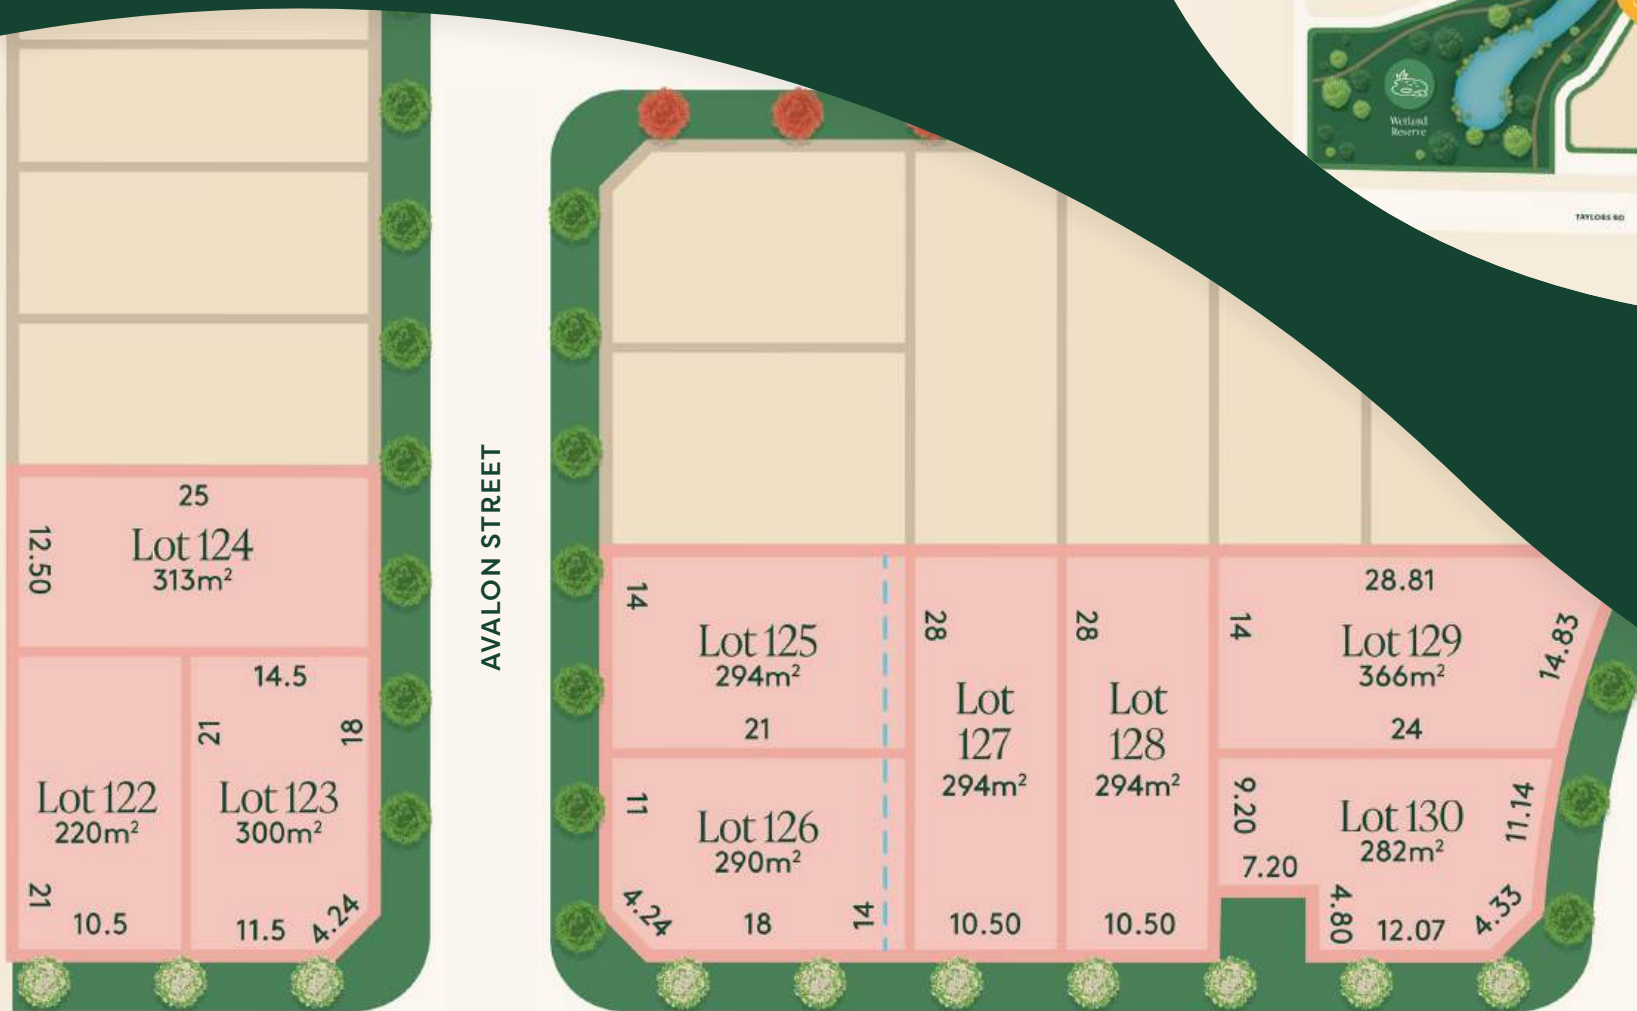 Wetland
Reserve
TAYLORS RD
AVALON STREET
25
12.50
Lot 124
313m²
14.5
21
18
Lot 122
220m²
21
10.5
Lot 123
300m²
11.5
4.24
14
Lot 125
294m²
21
11
Lot 126
290m²
4.24
18
14
28
Lot
127
294m²
10.50
28
Lot
128
294m²
10.50
28.81
14
Lot 129
366m²
14.83
24
9.20
7.20
Lot 130
282m²
11.14
4.80
12.07
4.33